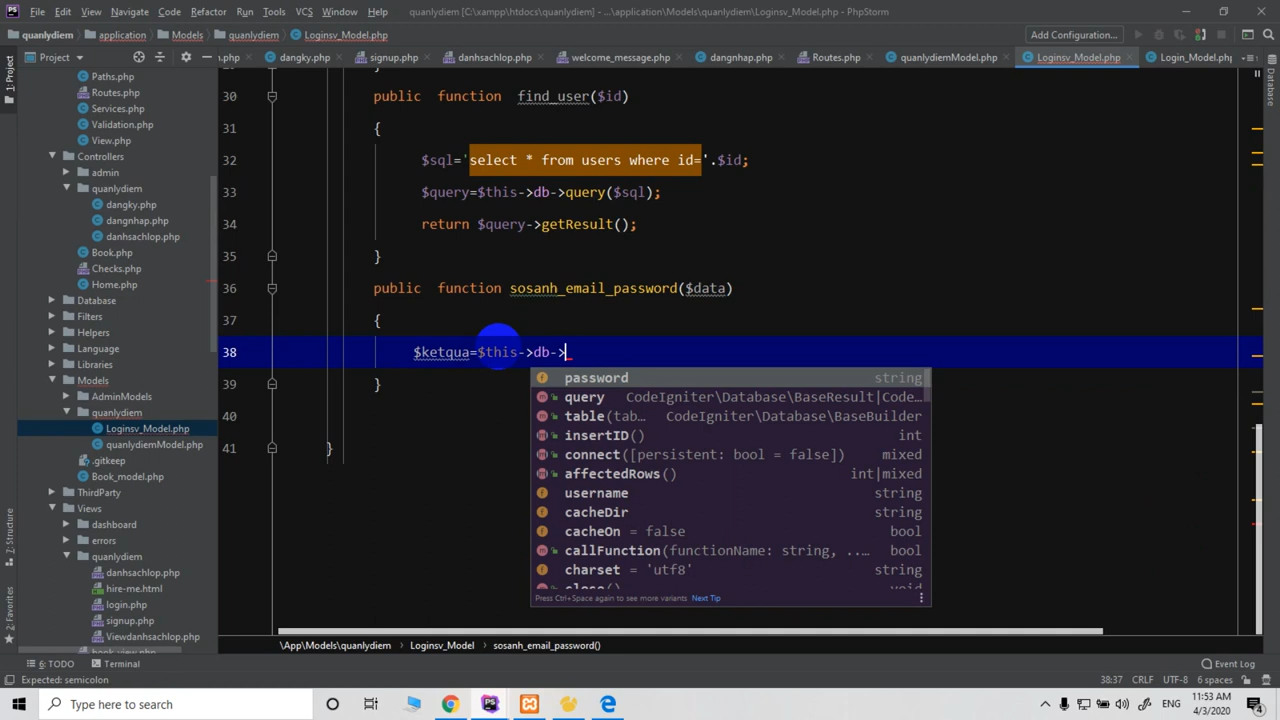 File Edit View Navigate Code Refactor Run Tools VCS Window Help quanlydiem [C:\xampp\htdocs\quanlydiem] - ...\application\Models\quanlydiem\Loginsv_Model.php - PhpStorm
quanlydiem application Models quanlydiem Loginsv_Model.php Add Configuration...
Project n.php dangky.php signup.php danhsachlop.php welcome_message.php dangnhap.php Routes.php quanlydiemModel.php Loginsv_Model.php Login_Model.php
1: Project
Database
Paths.php
Routes.php
Services.php
Validation.php
View.php
Controllers
admin
quanlydiem
dangky.php
dangnhap.php
danhsachlop.php
Book.php
Checks.php
Home.php
Database
Filters
Helpers
Language
Libraries
Models
AdminModels
quanlydiem
Loginsv_Model.php
quanlydiemModel.php
.gitkeep
Book_model.php
ThirdParty
Views
dashboard
errors
quanlydiem
danhsachlop.php
hire-me.html
login.php
signup.php
Viewdanhsachlop.php
30 public function find_user($id)
31 {
32 $sql='select * from users where id='.$id;
33 $query=$this->db->query($sql);
34 return $query->getResult();
35 }
36 public function sosanh_email_password($data)
37 {
38 $ketqua=$this->db->
39 }
40
41 }
password string
query CodeIgniter\Database\BaseResult|Code...
table(tab... CodeIgniter\Database\BaseBuilder
insertID() int
connect([persistent: bool = false]) mixed
affectedRows() int|mixed
username string
cacheDir string
cacheOn = false bool
callFunction(functionName: string, ... bool
charset = 'utf8' string
close() void
Press Ctrl+Space again to see more variants Next Tip
7: Structure
2: Favorites
\App\Models\quanlydiem Loginsv_Model sosanh_email_password()
6: TODO Terminal Event Log
Expected: semicolon 38:37 CRLF UTF-8 6 spaces
Type here to search ENG 11:53 AM
4/3/2020 4